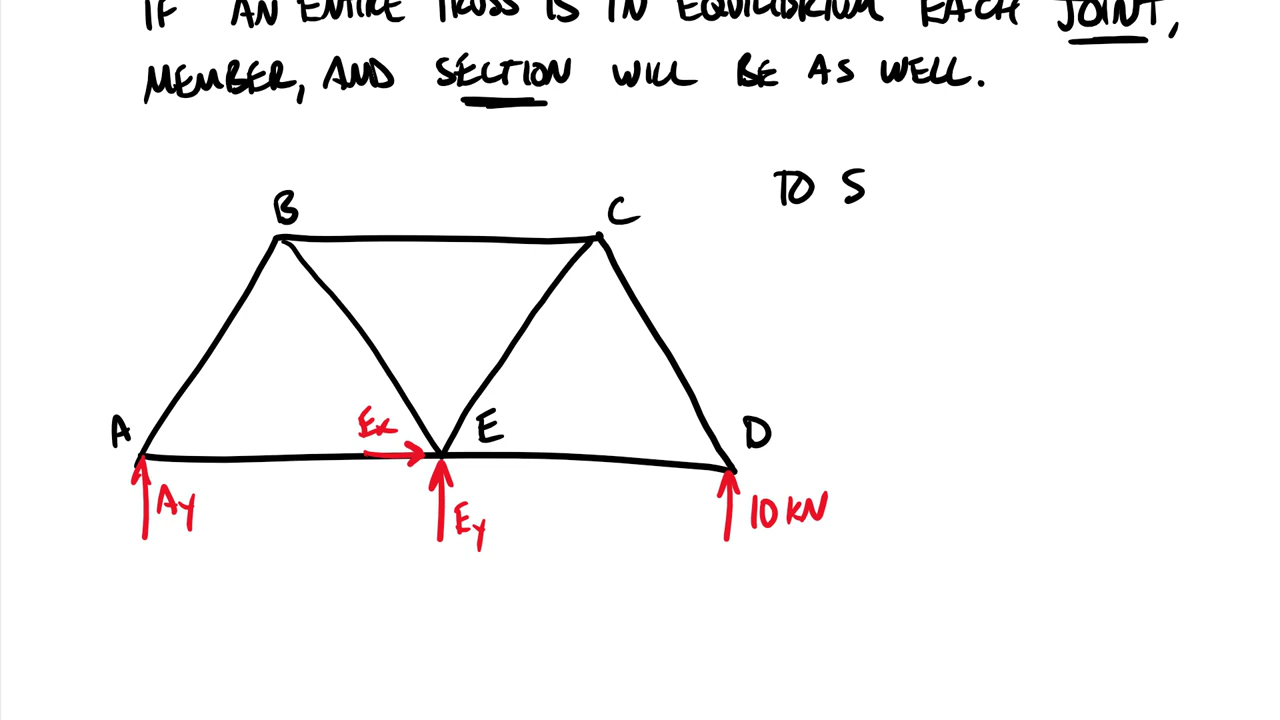 IF AN ENTIRE TRUSS IS IN EQUILIBRIUM EACH JOINT,
MEMBER, AND SECTION WILL BE AS WELL.
TO S
B
C
A
Ex
E
D
Ay
Ey
10 KN